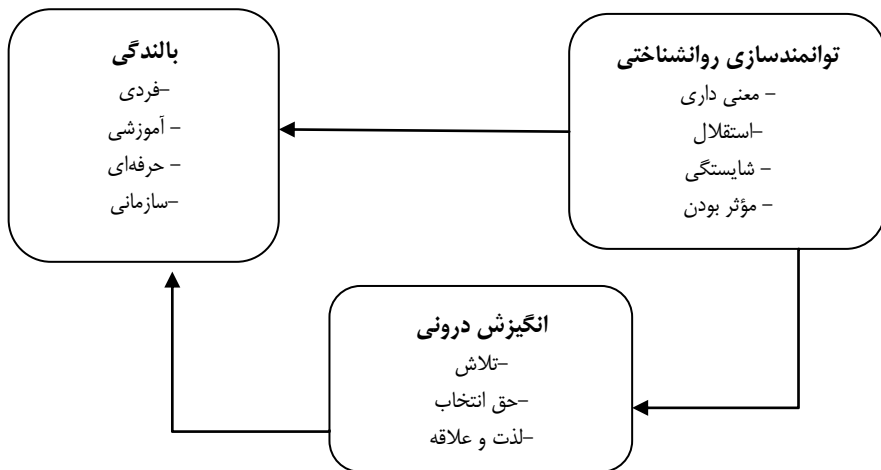 توانمندسازی روانشناختی
– معنی داری
–استقلال
– شایستگی
– مؤثر بودن
بالندگی
–فردی
– آموزشی
– حرفه‌ای
–سازمانی
انگیزش درونی
–تلاش
–حق انتخاب
–لذت و علاقه